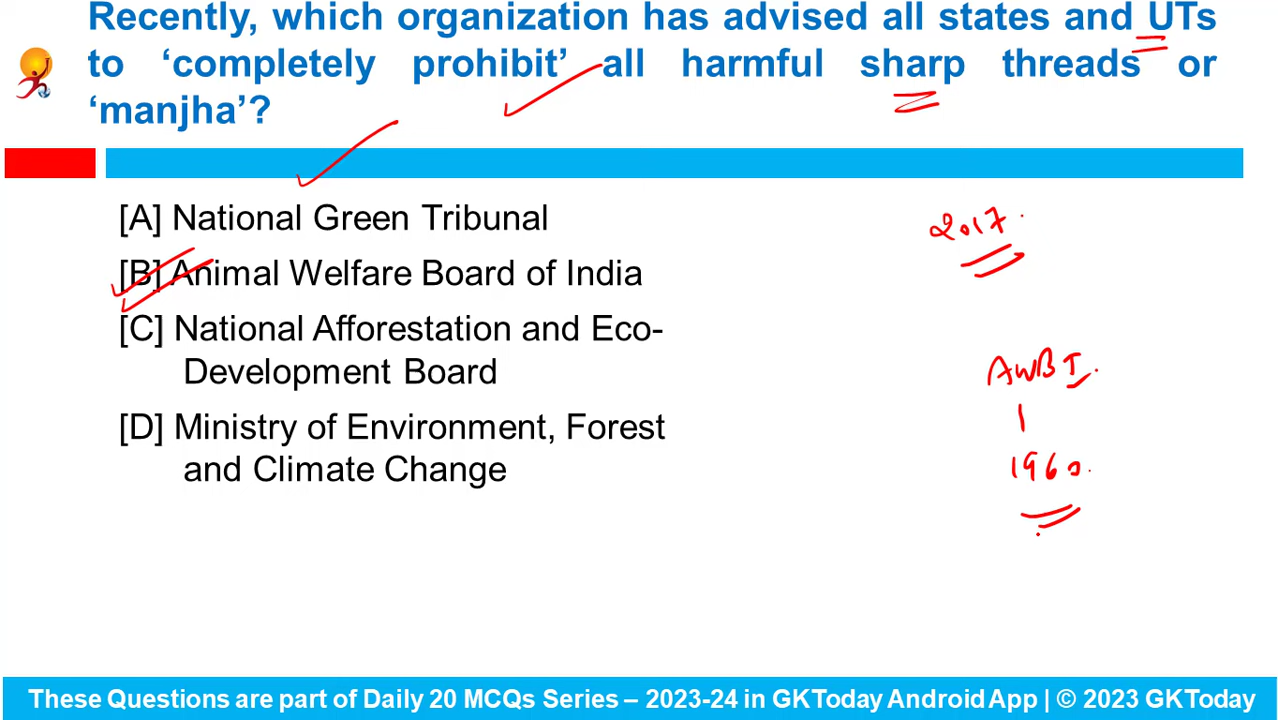 Recently, which organization has advised all states and UTs
to ‘completely prohibit’ all harmful sharp threads or
‘manjha’?
[A] National Green Tribunal
2017.
[B] Animal Welfare Board of India
[C] National Afforestation and Eco-
Development Board
AWBI.
[D] Ministry of Environment, Forest
and Climate Change
1960.
These Questions are part of Daily 20 MCQs Series – 2023-24 in GKToday Android App | © 2023 GKToday